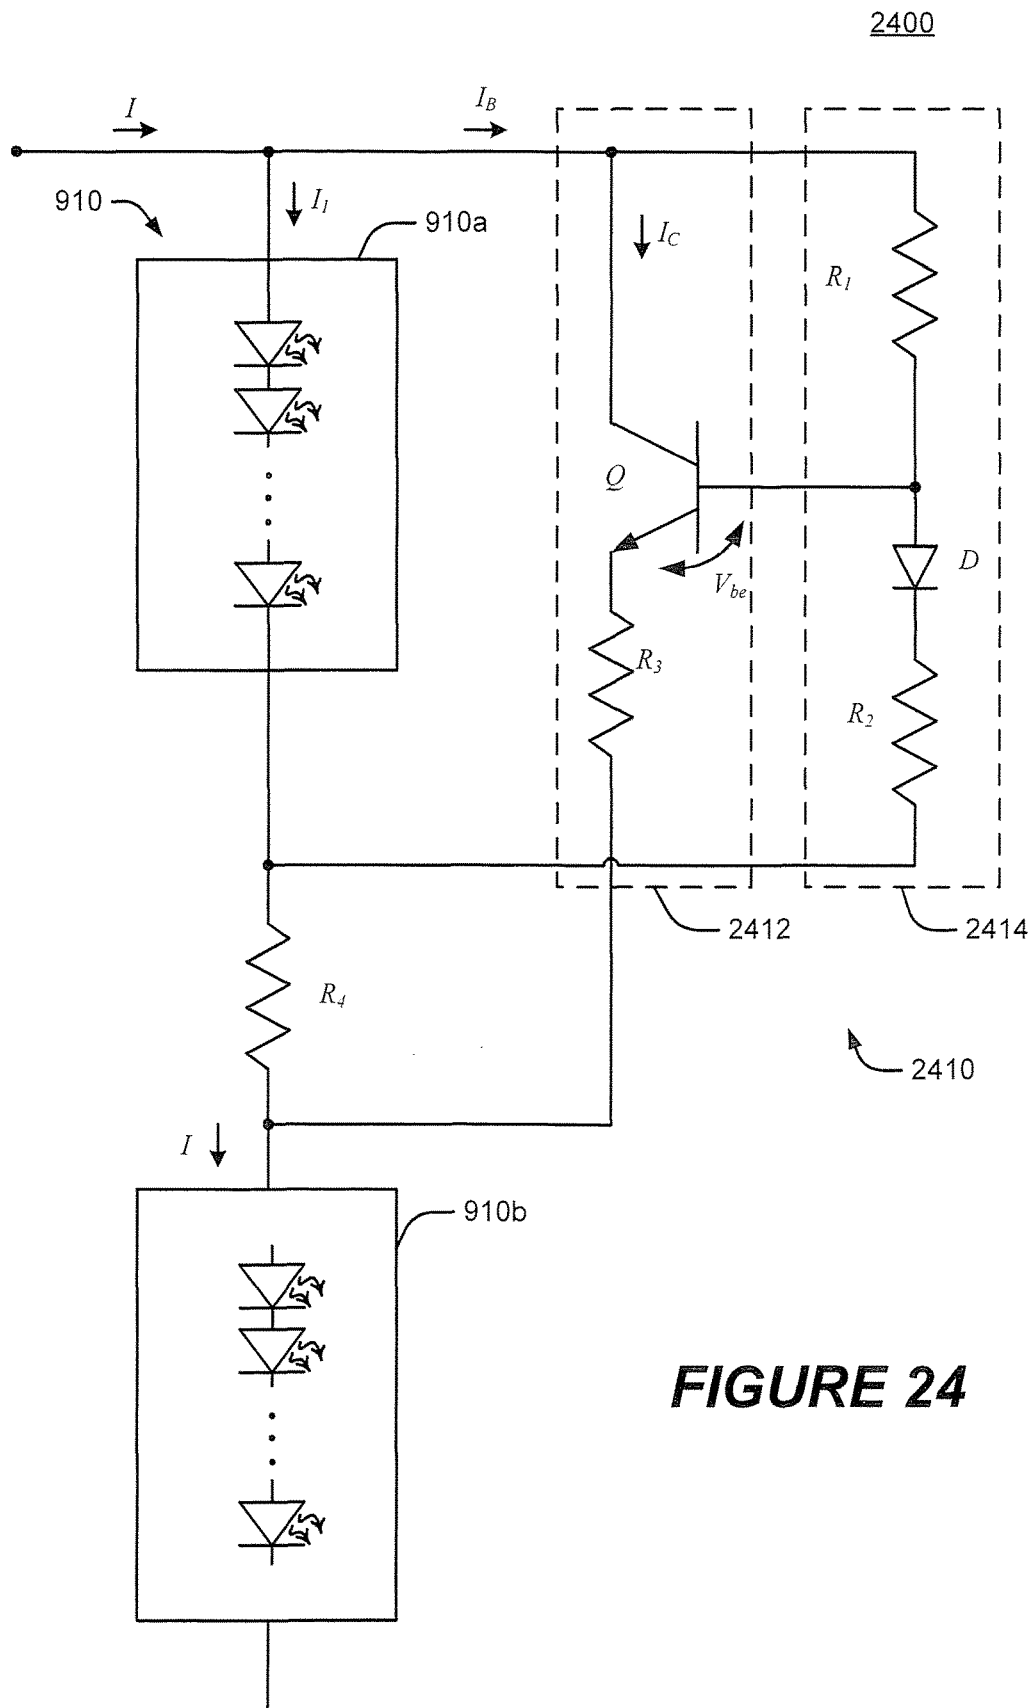 2400
I
I_B
910
I_1
910a
I_C
R_1
Q
D
V_be
R_3
R_2
2412
2414
R_4
2410
I
910b
FIGURE 24